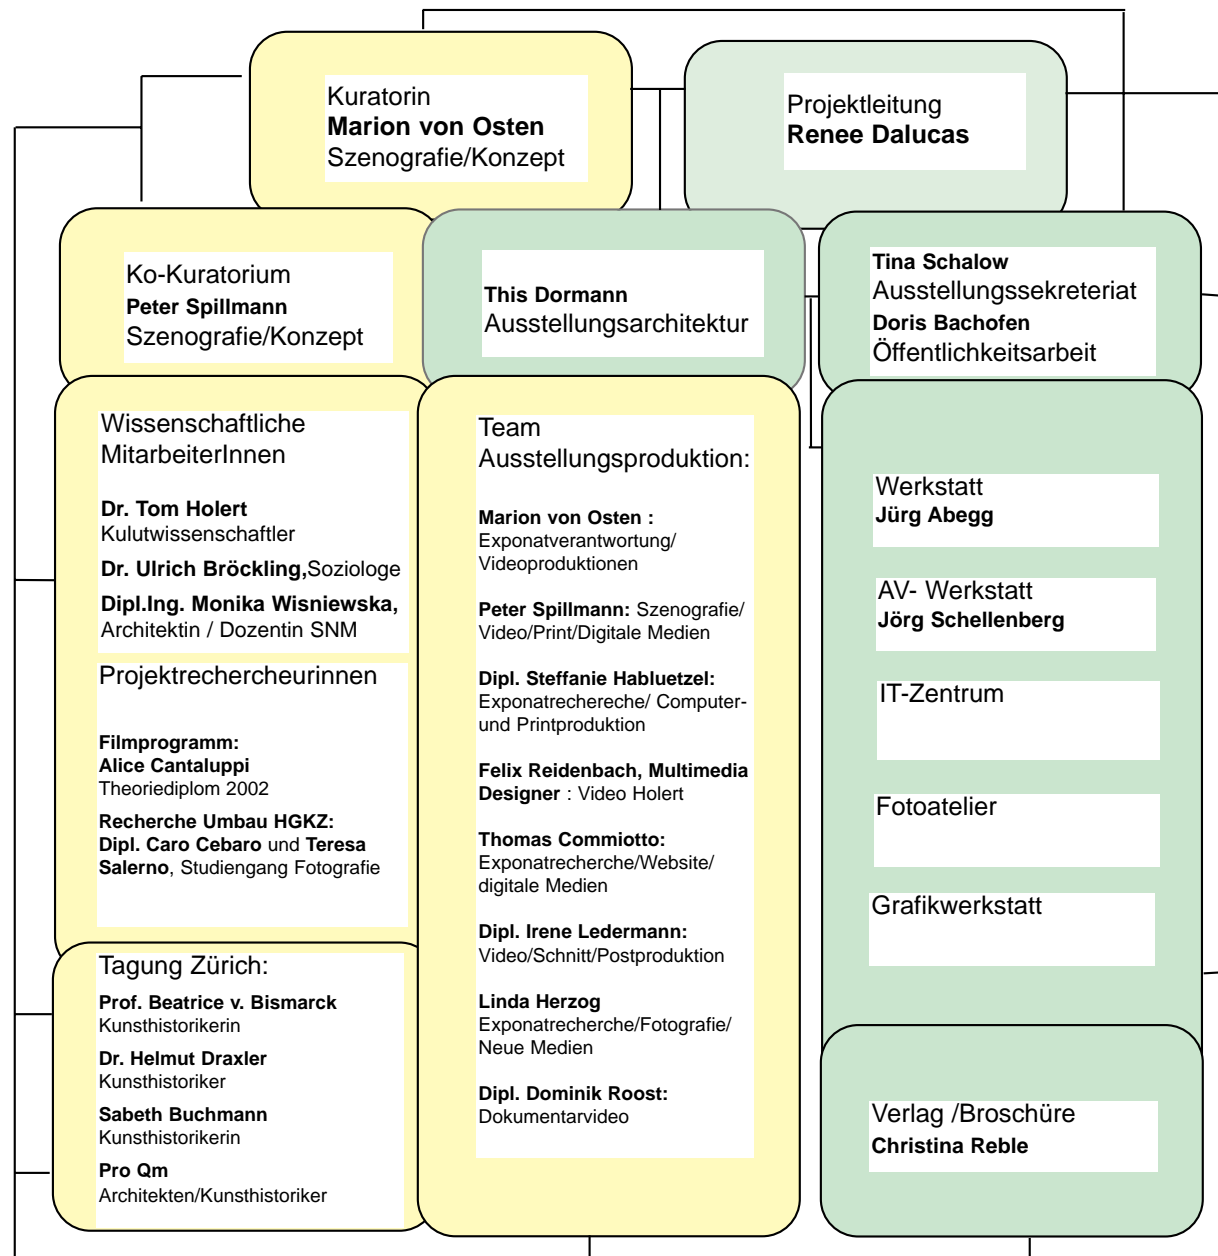 Kuratorin
Marion von Osten
Szenografie/Konzept
Projektleitung
Renee Dalucas
Ko-Kuratorium
Peter Spillmann
Szenografie/Konzept
This Dormann
Ausstellungsarchitektur
Tina Schalow
Ausstellungssekreteriat
Doris Bachofen
Öffentlichkeitsarbeit
Wissenschaftliche
MitarbeiterInnen
Dr. Tom Holert
Kulutwissenschaftler
Dr. Ulrich Bröckling,Soziologe
Dipl.Ing. Monika Wisniewska,
Architektin / Dozentin SNM
Projektrechercheurinnen
Filmprogramm:
Alice Cantaluppi
Theoriediplom 2002
Recherche Umbau HGKZ:
Dipl. Caro Cebaro und Teresa
Salerno, Studiengang Fotografie
Tagung Zürich:
Prof. Beatrice v. Bismarck
Kunsthistorikerin
Dr. Helmut Draxler
Kunsthistoriker
Sabeth Buchmann
Kunsthistorikerin
Pro Qm
Architekten/Kunsthistoriker
Team
Ausstellungsproduktion:
Marion von Osten :
Exponatverantwortung/
Videoproduktionen
Peter Spillmann: Szenografie/
Video/Print/Digitale Medien
Dipl. Steffanie Habluetzel:
Exponatrechereche/ Computer-
und Printproduktion
Felix Reidenbach, Multimedia
Designer : Video Holert
Thomas Commiotto:
Exponatrecherche/Website/
digitale Medien
Dipl. Irene Ledermann:
Video/Schnitt/Postproduktion
Linda Herzog
Exponatrecherche/Fotografie/
Neue Medien
Dipl. Dominik Roost:
Dokumentarvideo
Werkstatt
Jürg Abegg
AV- Werkstatt
Jörg Schellenberg
IT-Zentrum
Fotoatelier
Grafikwerkstatt
Verlag /Broschüre
Christina Reble